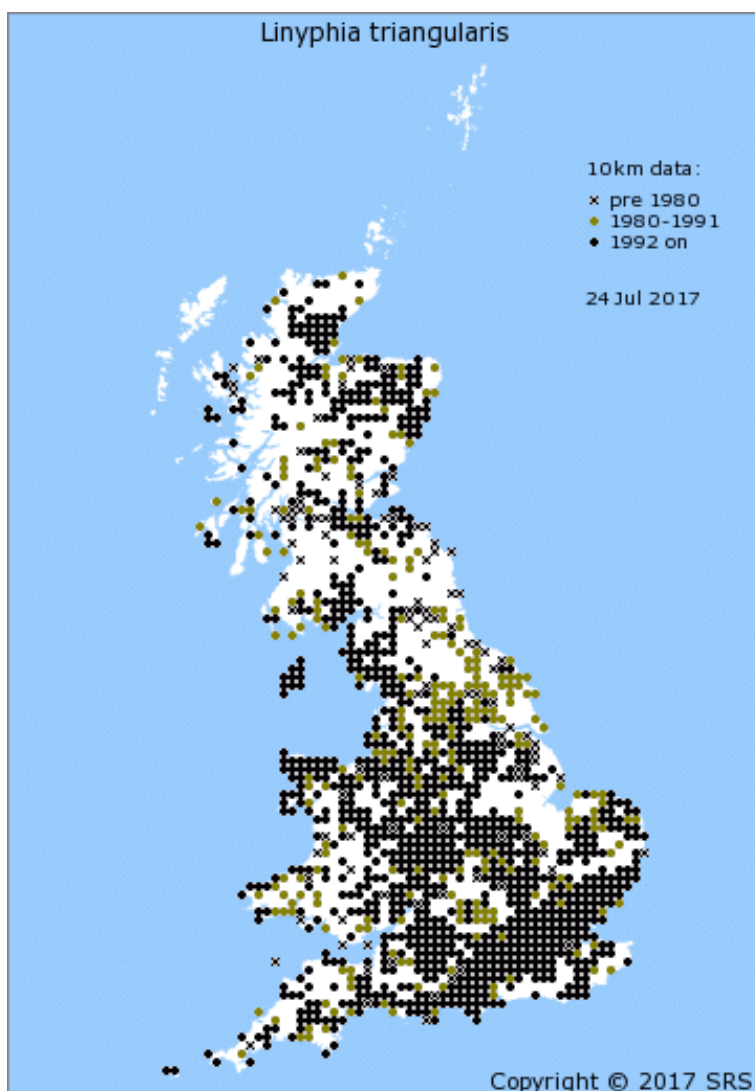 Linyphia triangularis
10km data:
pre 1980
1980-1991
1992 on
24 Jul 2017
Copyright © 2017 SRS